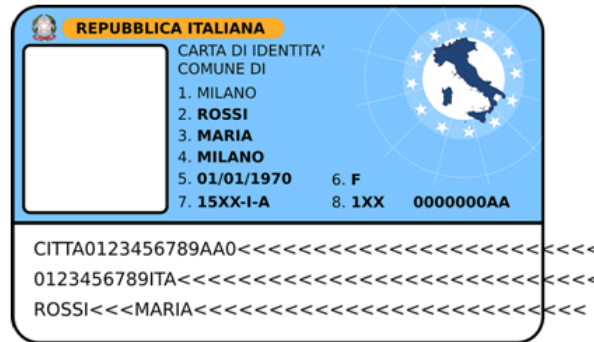 REPUBBLICA ITALIANA
CARTA DI IDENTITA'
COMUNE DI
1. MILANO
2. ROSSI
3. MARIA
4. MILANO
5. 01/01/1970 6. F
7. 15XX-I-A 8. 1XX 0000000AA
CITTA0123456789AA0<<<<<<<<<<<<<<<<<<
0123456789ITA<<<<<<<<<<<<<<<<<<<<<
ROSSI<<<MARIA<<<<<<<<<<<<<<<<<<<<